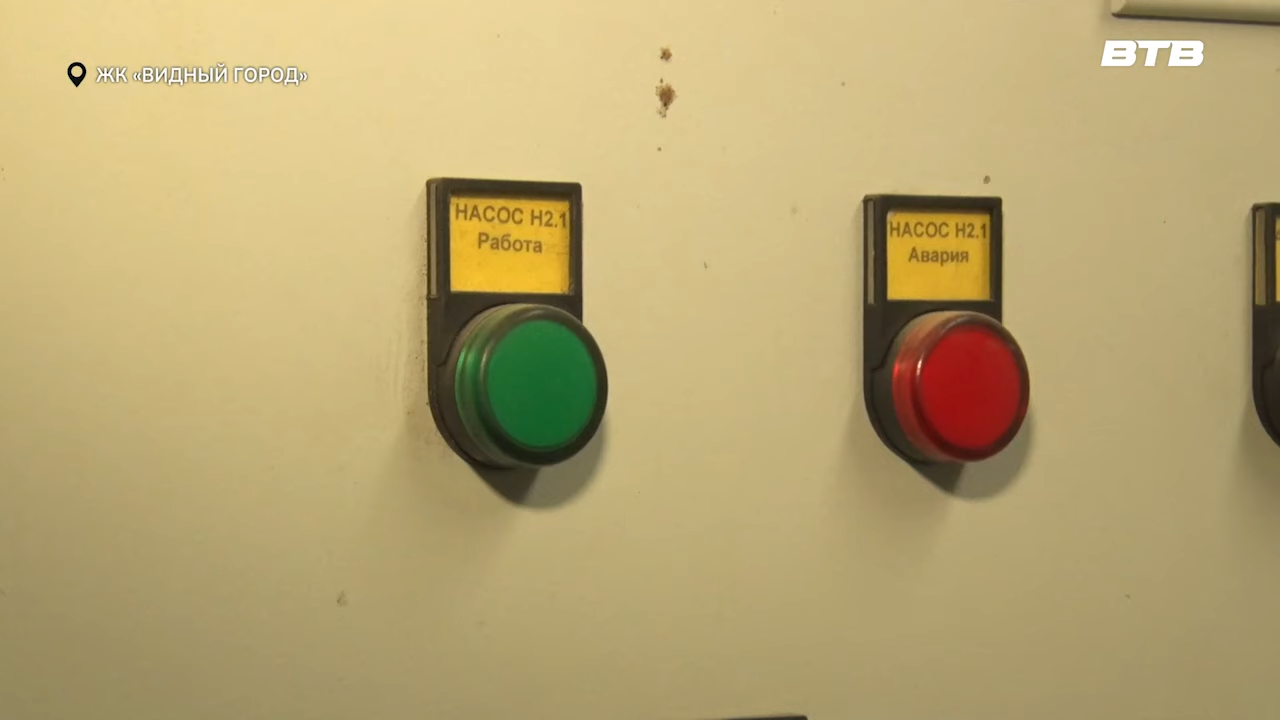 ЖК «ВИДНЫЙ ГОРОД»
ВТВ
НАСОС Н2.1
Работа
НАСОС Н2.1
Авария